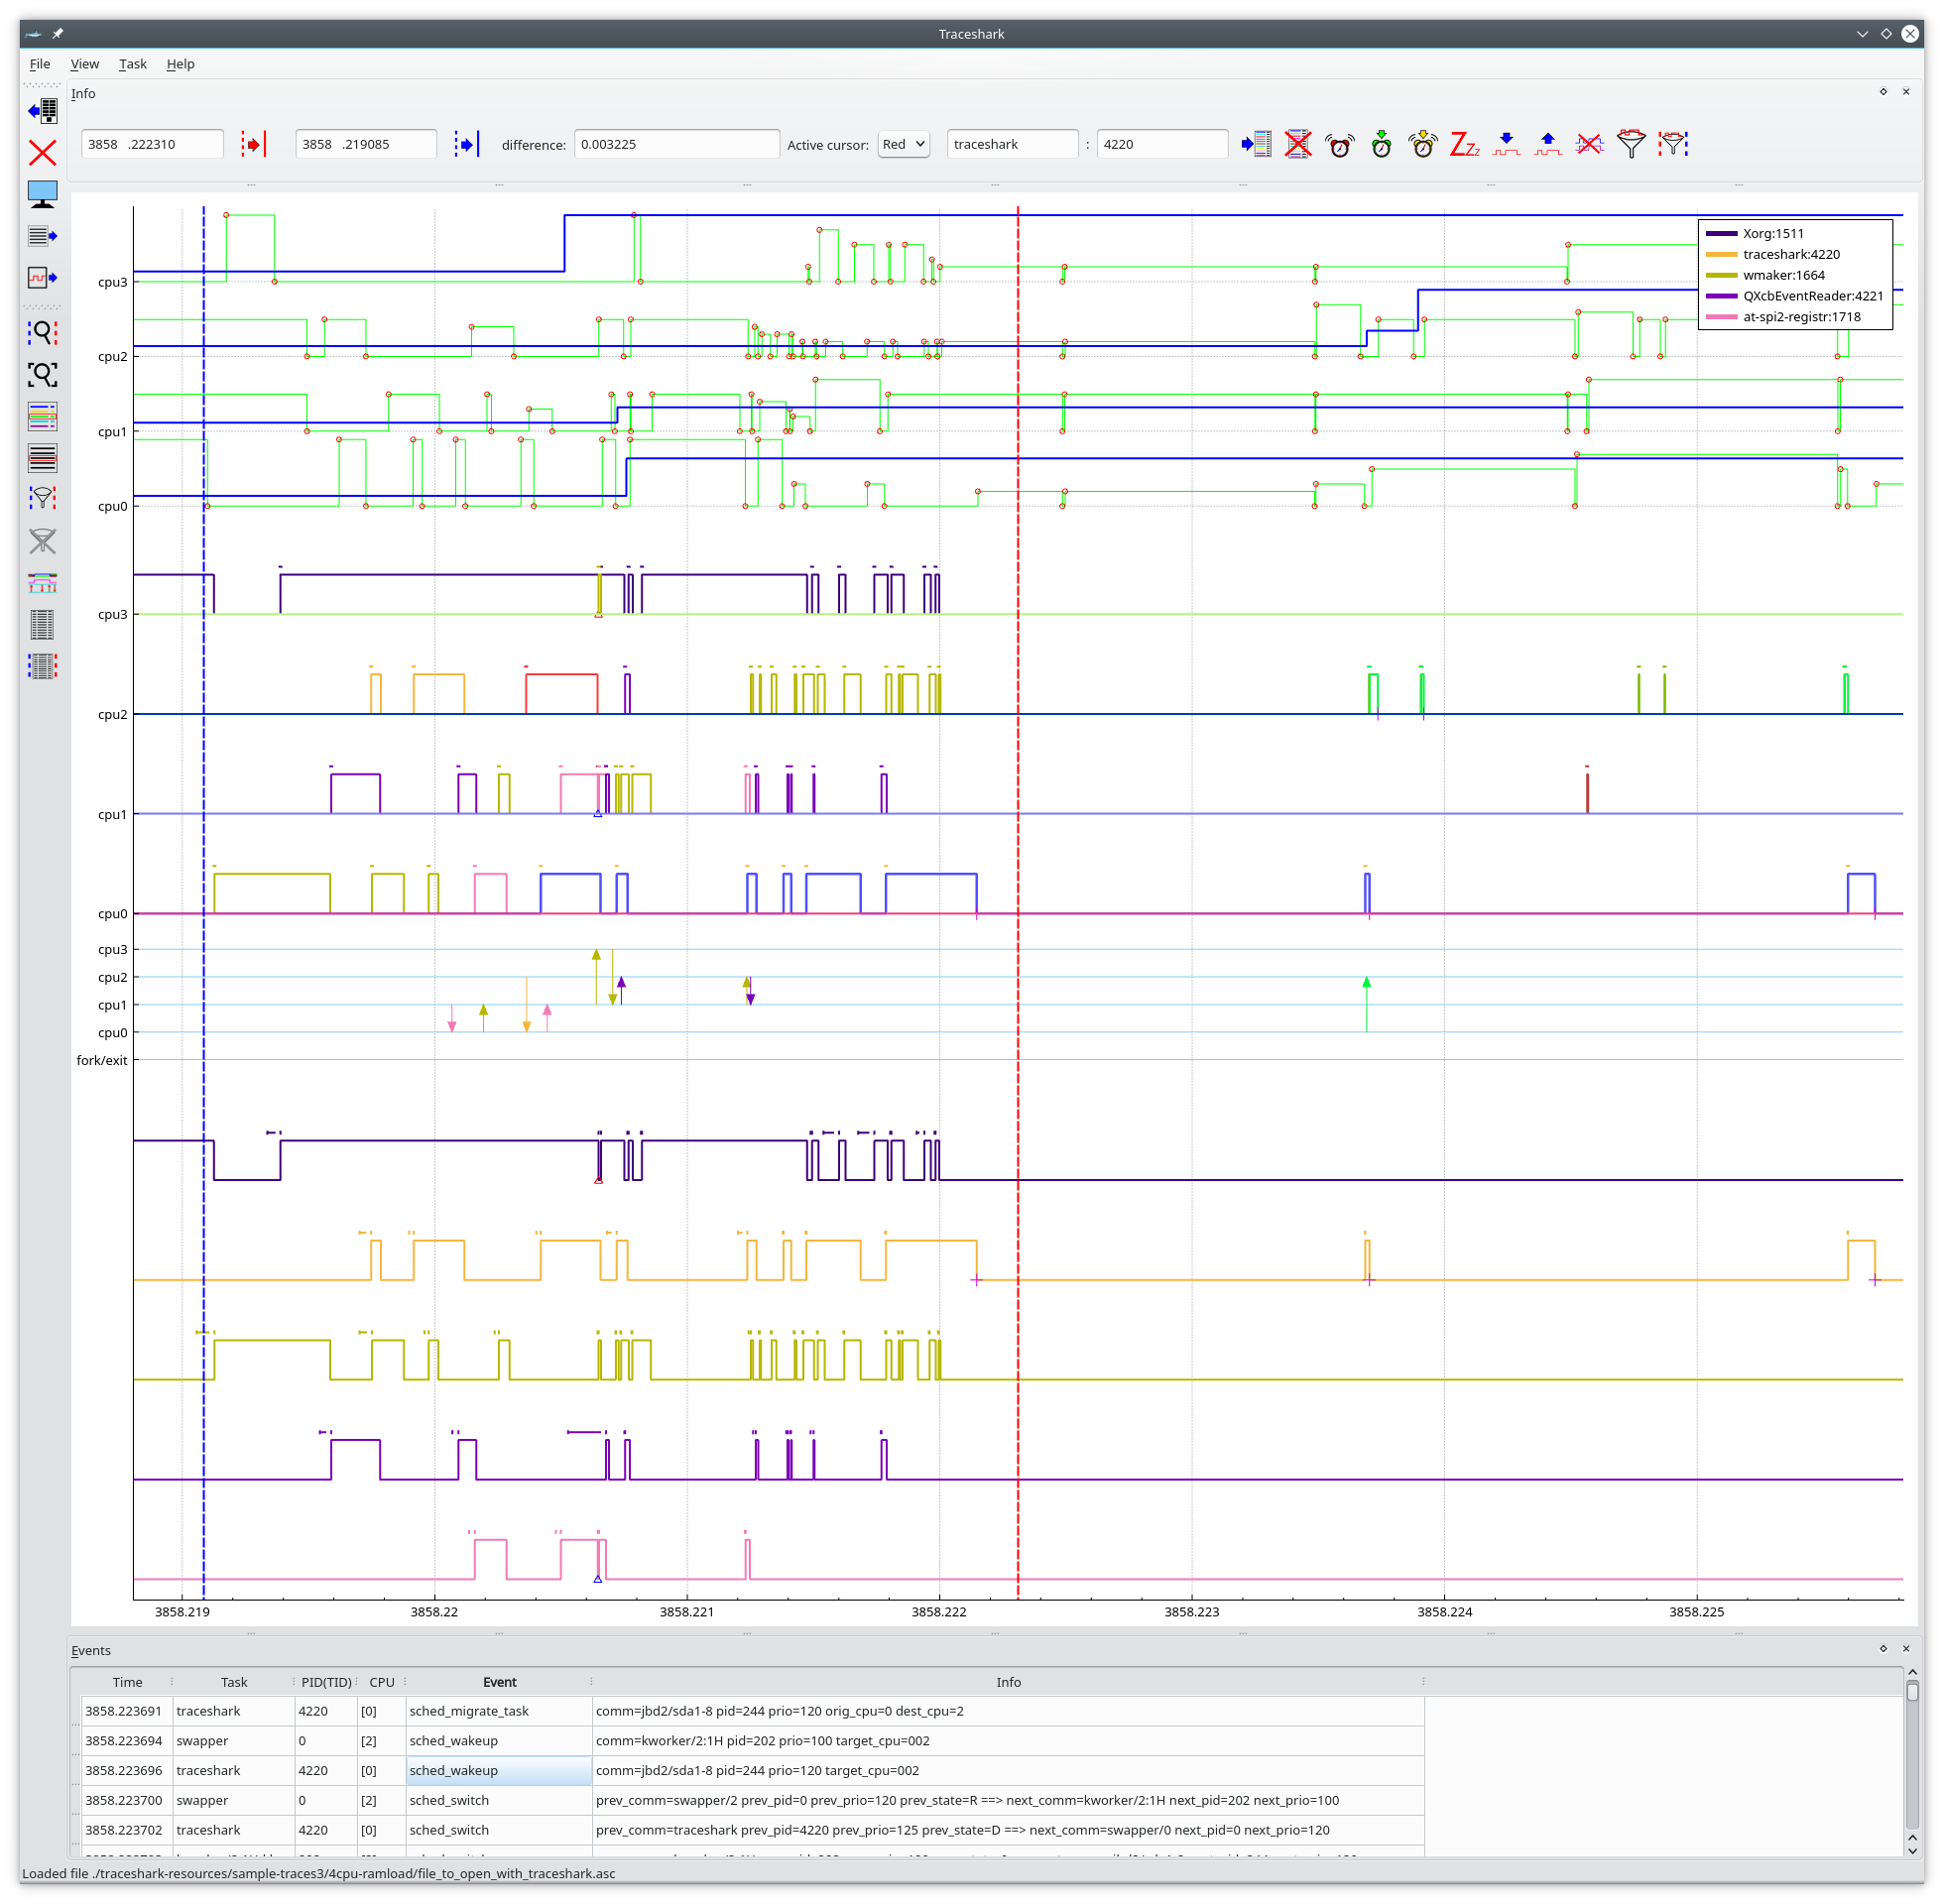 Traceshark
File View Task Help
Info
3858 .222310 3858 .219085 difference: 0.003225 Active cursor: Red traceshark : 4220
Xorg:1511
traceshark:4220
wmaker:1664
QXcbEventReader:4221
at-spi2-registr:1718
cpu3
cpu2
cpu1
cpu0
cpu3
cpu2
cpu1
cpu0
cpu3
cpu2
cpu1
cpu0
fork/exit
3858.219 3858.22 3858.221 3858.222 3858.223 3858.224 3858.225
Events
Time Task PID(TID) CPU Event Info
3858.223691 traceshark 4220 [0] sched_migrate_task comm=jbd2/sda1-8 pid=244 prio=120 orig_cpu=0 dest_cpu=2
3858.223694 swapper 0 [2] sched_wakeup comm=kworker/2:1H pid=202 prio=100 target_cpu=002
3858.223696 traceshark 4220 [0] sched_wakeup comm=jbd2/sda1-8 pid=244 prio=120 target_cpu=002
3858.223700 swapper 0 [2] sched_switch prev_comm=swapper/2 prev_pid=0 prev_prio=120 prev_state=R ==> next_comm=kworker/2:1H next_pid=202 next_prio=100
3858.223702 traceshark 4220 [0] sched_switch prev_comm=traceshark prev_pid=4220 prev_prio=125 prev_state=D ==> next_comm=swapper/0 next_pid=0 next_prio=120
Loaded file ./traceshark-resources/sample-traces3/4cpu-ramload/file_to_open_with_traceshark.asc